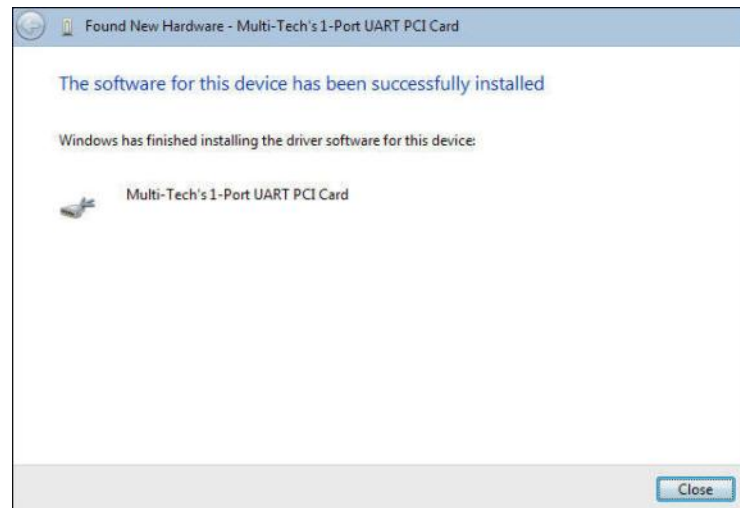 Found New Hardware - Multi-Tech's 1-Port UART PCI Card
The software for this device has been successfully installed
Windows has finished installing the driver software for this device:
Multi-Tech's 1-Port UART PCI Card
Close